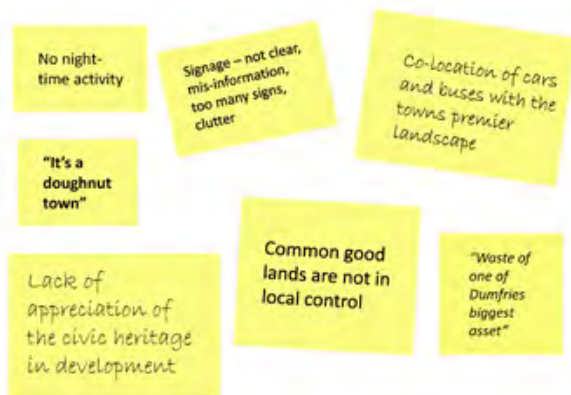 No night-
time activity
Signage – not clear,
mis-information,
too many signs,
clutter
Co-location of cars
and buses with the
towns premier
landscape
"It's a
doughnut
town"
Common good
lands are not in
local control
"Waste of
one of
Dumfries
biggest
asset"
Lack of
appreciation of
the civic heritage
in development